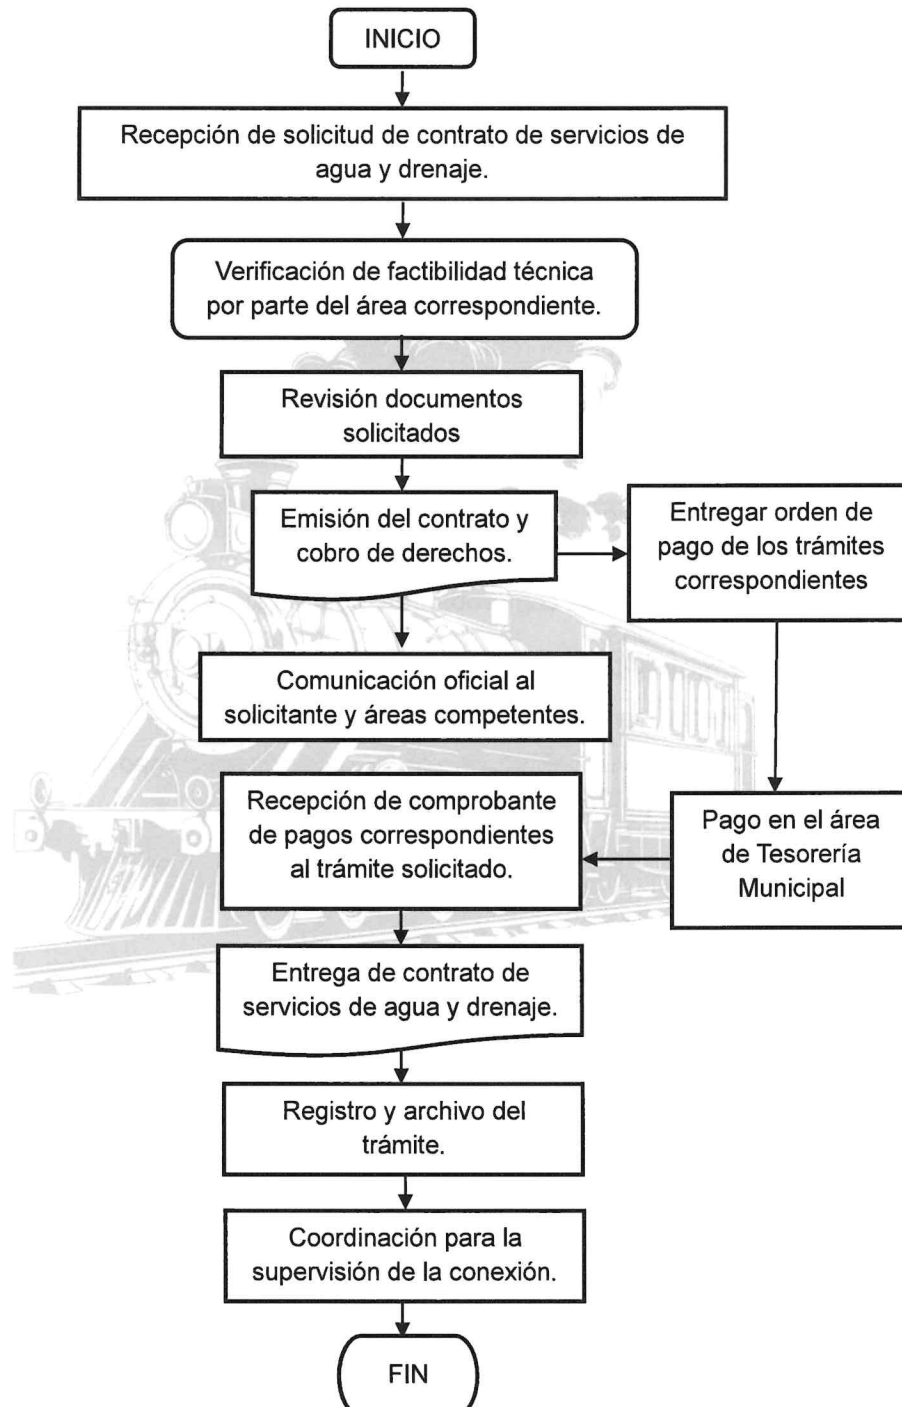 INICIO
Recepción de solicitud de contrato de servicios de
agua y drenaje.
Verificación de factibilidad técnica
por parte del área correspondiente.
Revisión documentos
solicitados
Emisión del contrato y
cobro de derechos.
Entregar orden de
pago de los trámites
correspondientes
Comunicación oficial al
solicitante y áreas competentes.
Recepción de comprobante
de pagos correspondientes
al trámite solicitado.
Pago en el área
de Tesorería
Municipal
Entrega de contrato de
servicios de agua y drenaje.
Registro y archivo del
trámite.
Coordinación para la
supervisión de la conexión.
FIN